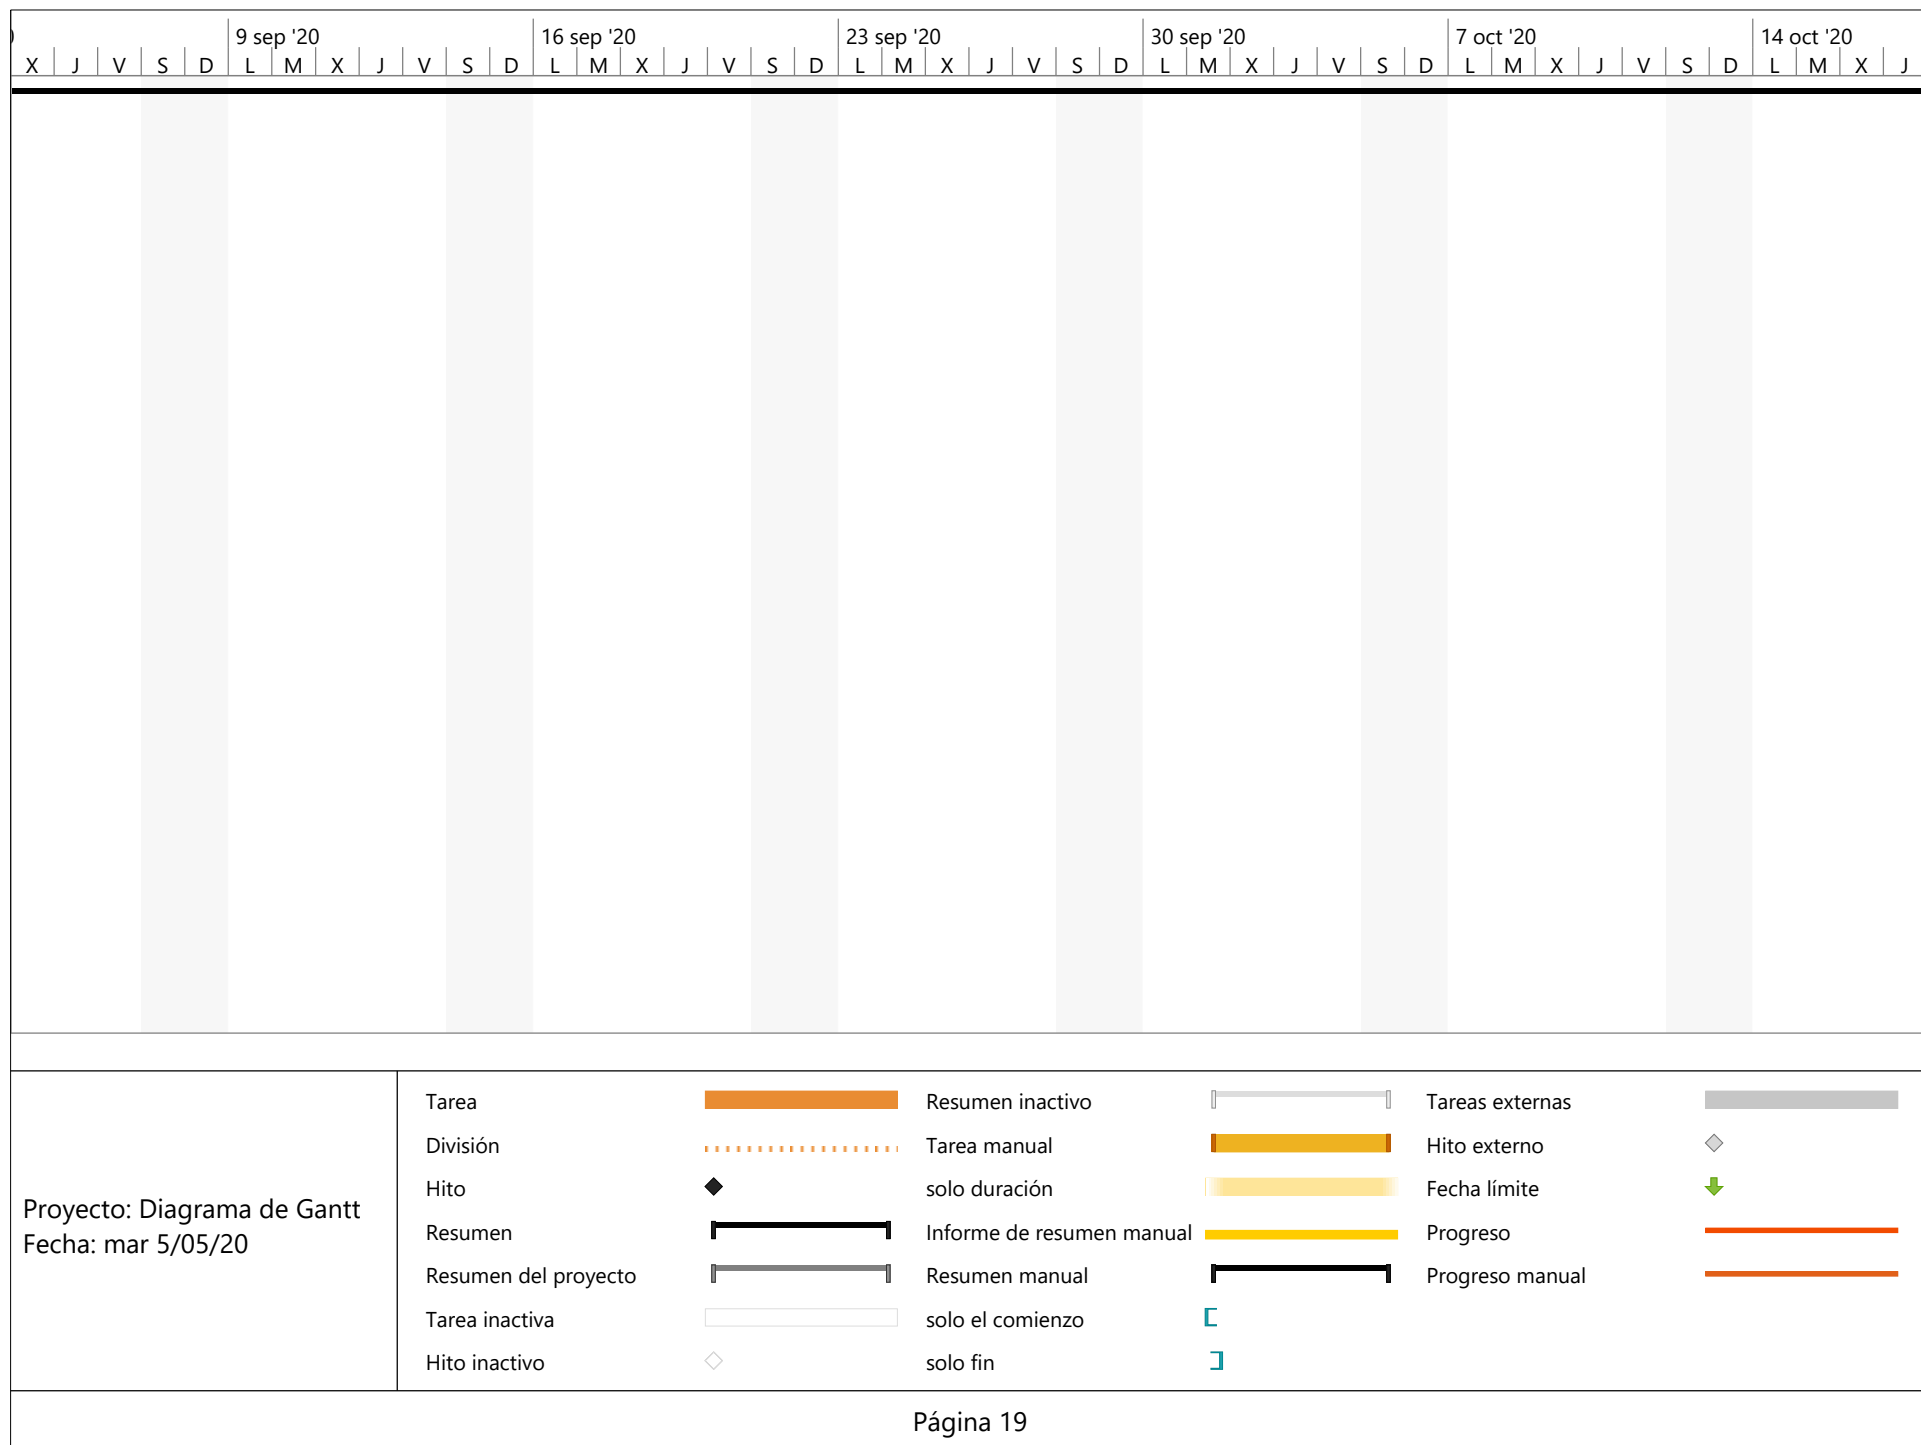 9 sep '20 16 sep '20 23 sep '20 30 sep '20 7 oct '20 14 oct '20
X J V S D L M X J V S D L M X J V S D L M X J V S D L M X J V S D L M X J V S D L M X J
Tarea
División
Hito
Resumen
Resumen del proyecto
Tarea inactiva
Hito inactivo
Resumen inactivo
Tarea manual
solo duración
Informe de resumen manual
Resumen manual
solo el comienzo
solo fin
Tareas externas
Hito externo
Fecha límite
Progreso
Progreso manual
Proyecto: Diagrama de Gantt
Fecha: mar 5/05/20
Página 19